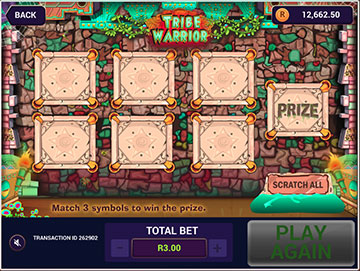 BACK
TRIBE
WARRIOR
R 12,662.50
PRIZE
SCRATCH ALL
Match 3 symbols to win the prize.
TRANSACTION ID 262902
TOTAL BET
- R3.00 +
PLAY
AGAIN